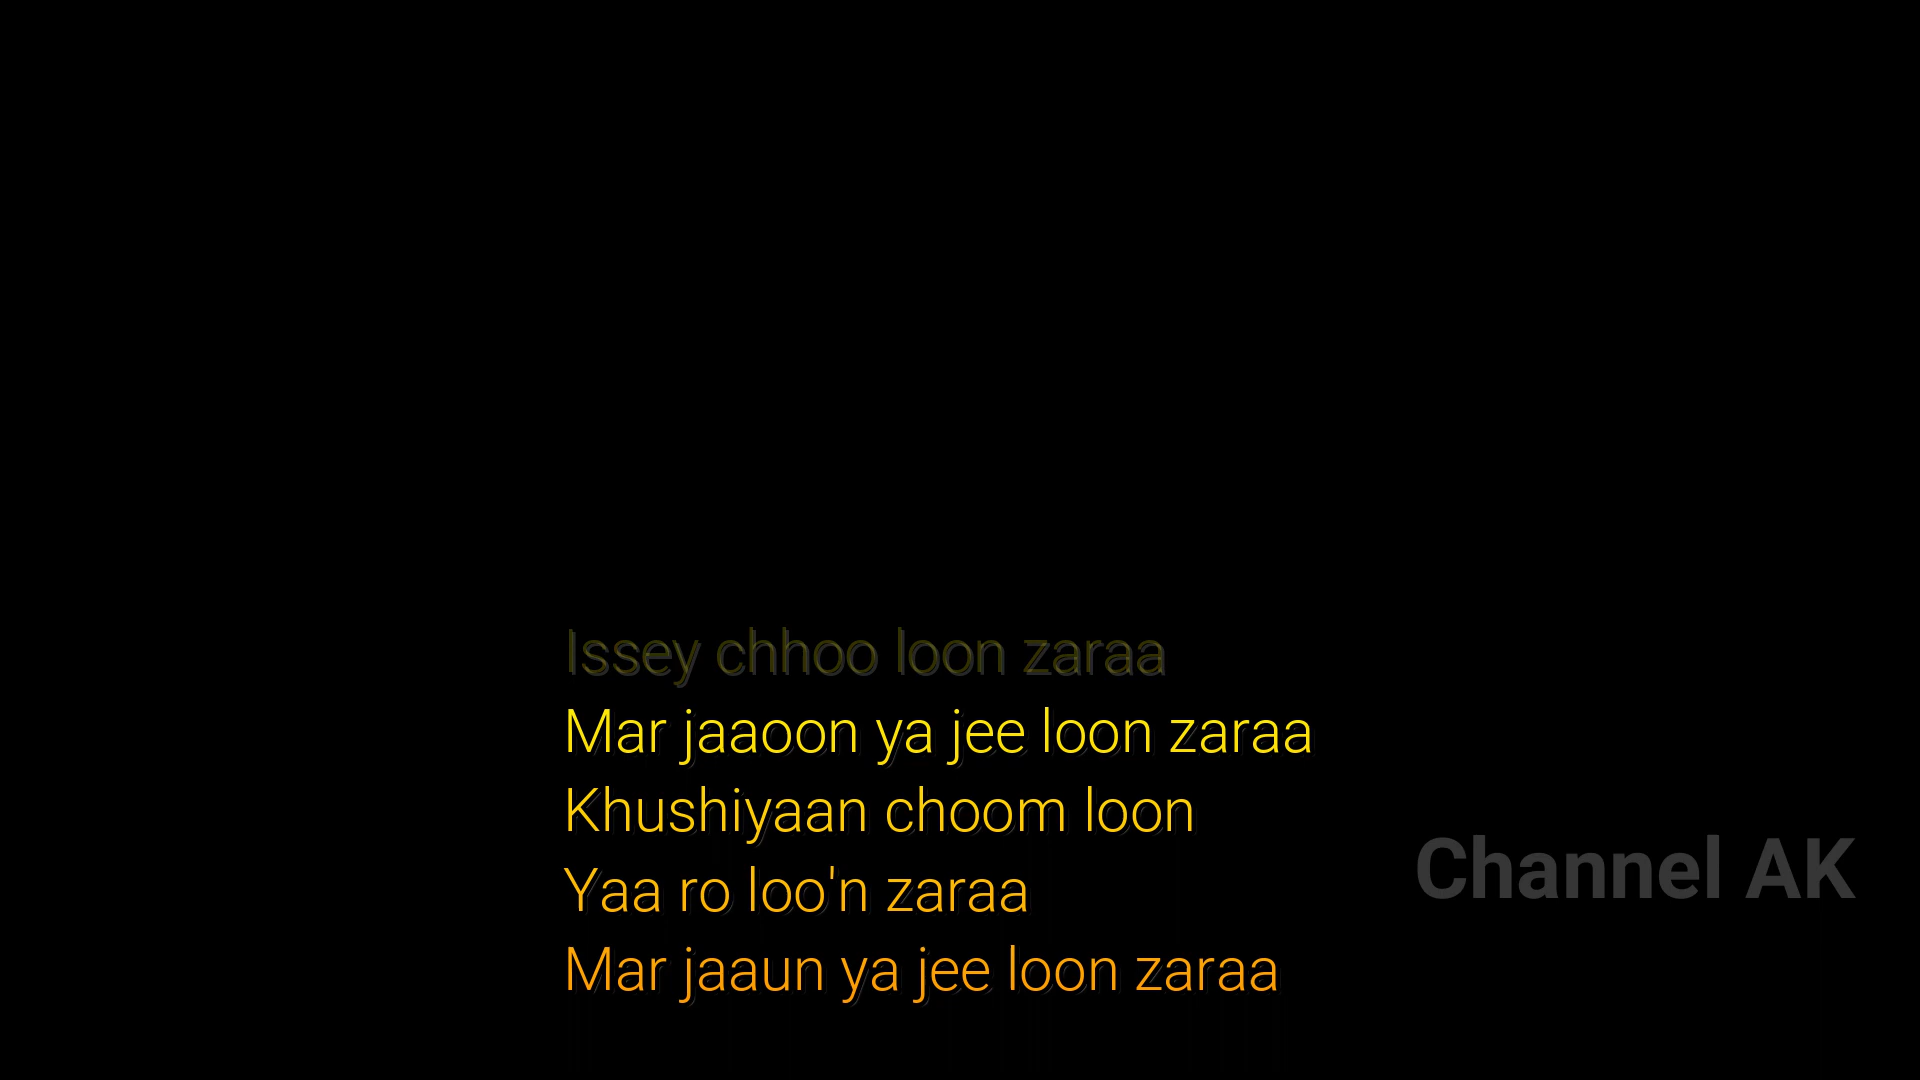 Issey chhoo loon zaraa
Mar jaaoon ya jee loon zaraa
Khushiyaan choom loon
Yaa ro loo'n zaraa
Mar jaaun ya jee loon zaraa
Channel AK